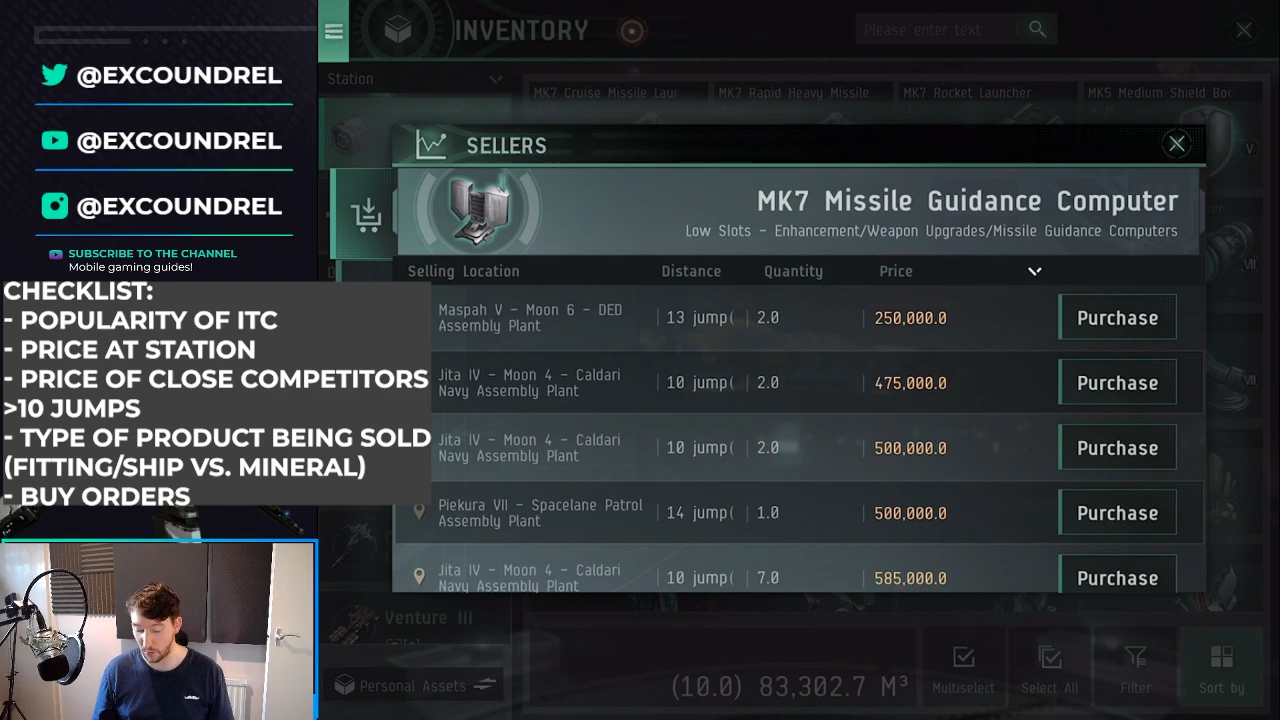 @EXCOUNDREL
@EXCOUNDREL
@EXCOUNDREL
SUBSCRIBE TO THE CHANNEL
Mobile gaming guides!
CHECKLIST:
- POPULARITY OF ITC
- PRICE AT STATION
- PRICE OF CLOSE COMPETITORS
>10 JUMPS
- TYPE OF PRODUCT BEING SOLD
(FITTING/SHIP VS. MINERAL)
- BUY ORDERS
INVENTORY
Please enter text
Station
MK7 Cruise Missile Laur
MK7 Rapid Heavy Missile
MK7 Rocket Launcher
MK5 Medium Shield Bor
SELLERS
MK7 Missile Guidance Computer
Low Slots - Enhancement/Weapon Upgrades/Missile Guidance Computers
Selling Location Distance Quantity Price
Maspah V - Moon 6 - DED
Assembly Plant
13 jump( 2.0 250,000.0 Purchase
Jita IV - Moon 4 - Caldari
Navy Assembly Plant
10 jump( 2.0 475,000.0 Purchase
Jita IV - Moon 4 - Caldari
Navy Assembly Plant
10 jump( 2.0 500,000.0 Purchase
Piekura VII - Spacelane Patrol
Assembly Plant
14 jump( 1.0 500,000.0 Purchase
Jita IV - Moon 4 - Caldari
Navy Assembly Plant
10 jump( 7.0 585,000.0 Purchase
V
VII
VII
Venture III
Personal Assets
(10.0) 83,302.7 M³
Multiselect
Select All
Filter
Sort by